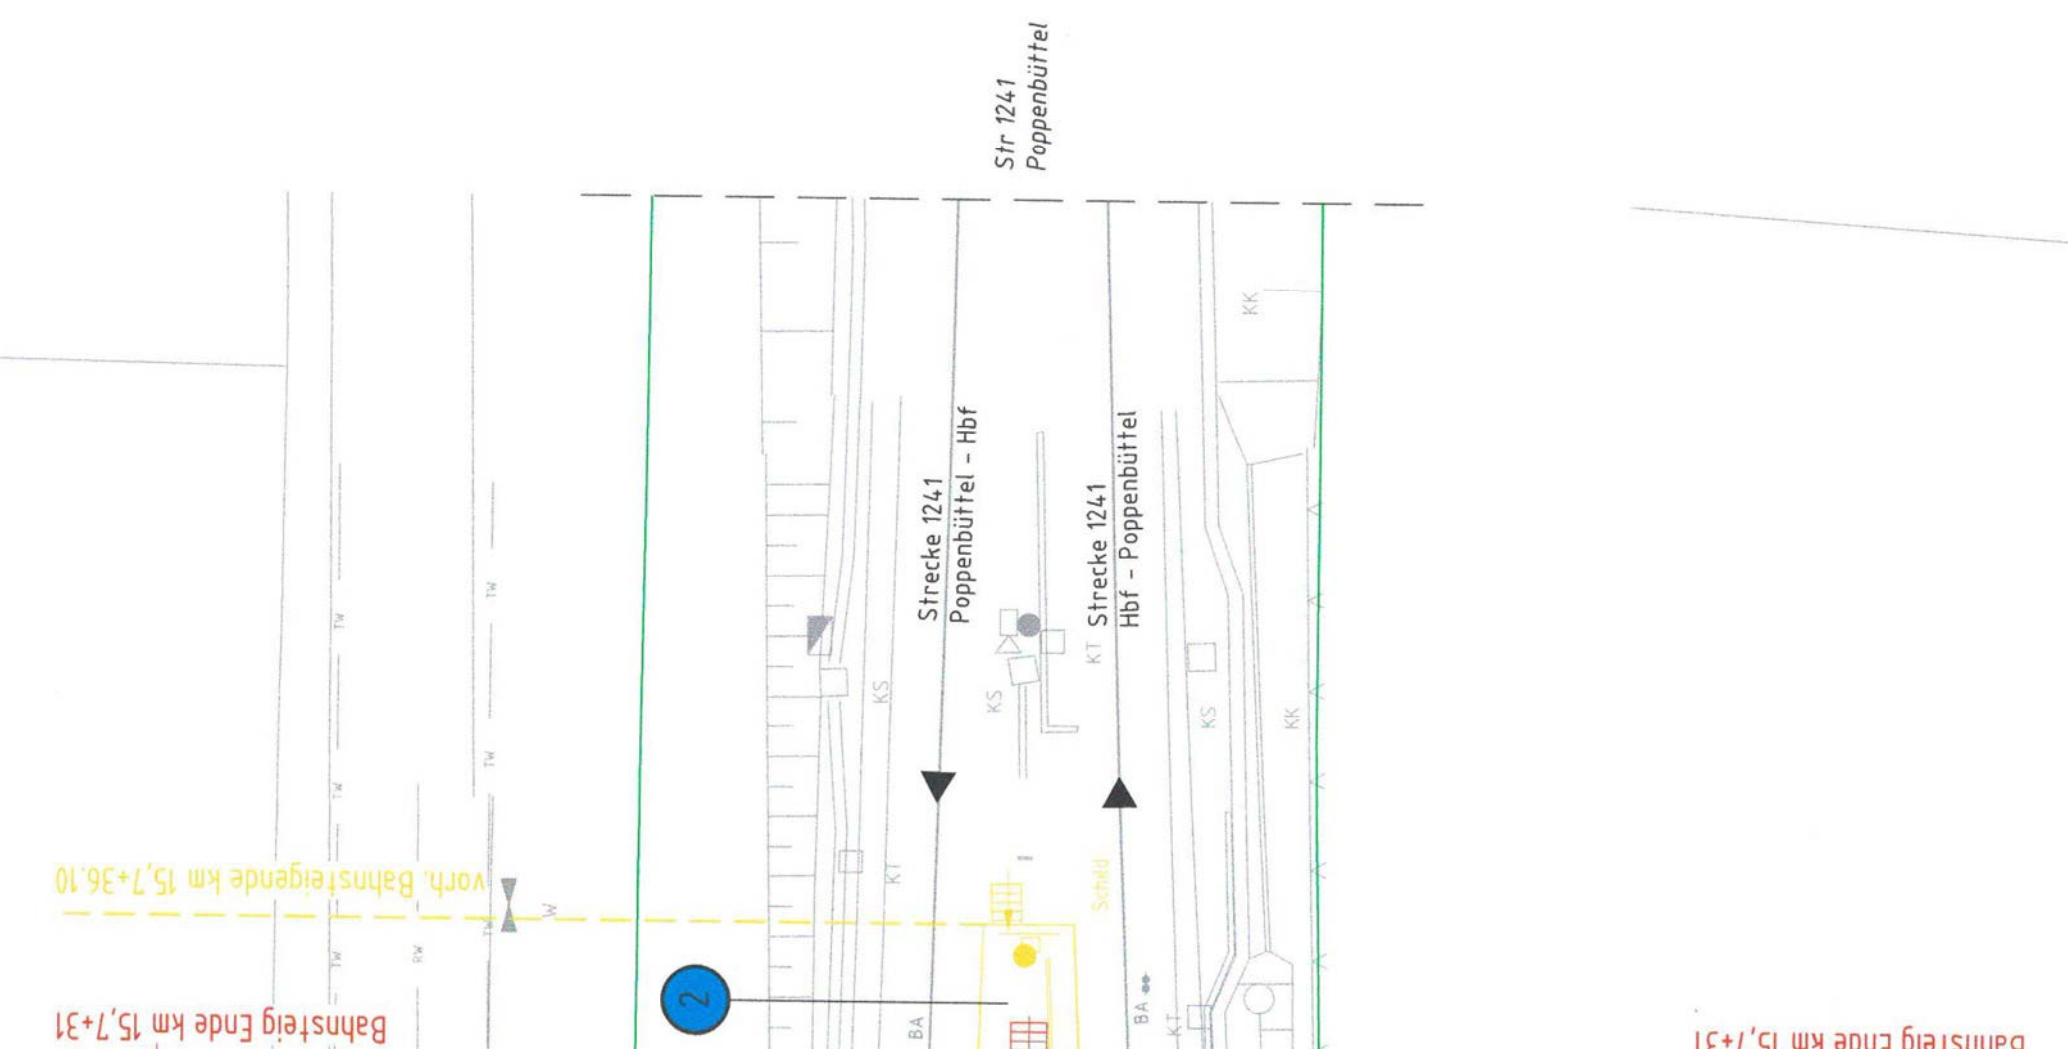 Str 1241
Poppenbüttel
KK
Strecke 1241
Poppenbüttel - Hbf
Strecke 1241
Hbf - Poppenbüttel
TW
TW
KT
KS
KS
KS
KK
TW
TW
vorh. Bahnsteigende km 15,7+36.10
KT
Schild
W
TW
TW
RW
2
BA
BA
KT
Bahnsteig Ende km 15,7+31
Bahnsteig Ende km 15,7+31